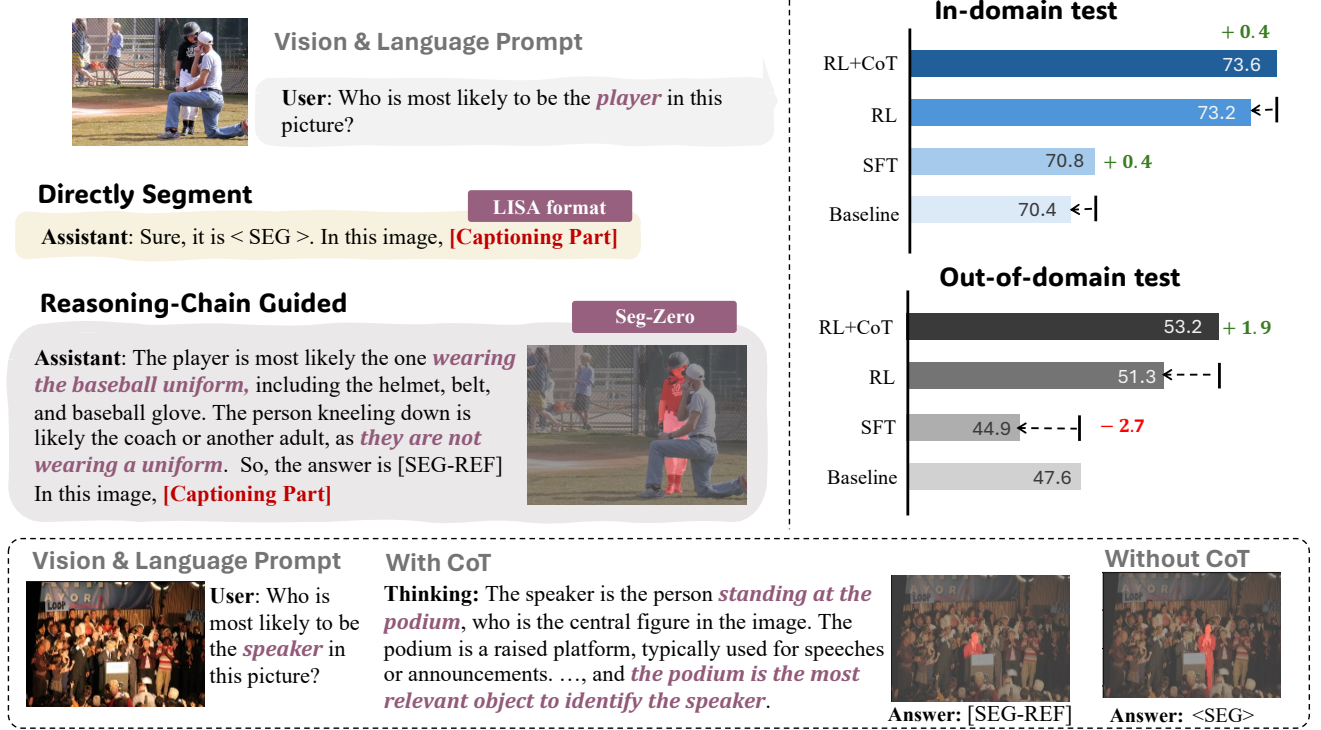 Vision & Language Prompt
User: Who is most likely to be the player in this
picture?
Directly Segment
LISA format
Assistant: Sure, it is < SEG >. In this image, [Captioning Part]
Reasoning-Chain Guided
Seg-Zero
Assistant: The player is most likely the one wearing
the baseball uniform, including the helmet, belt,
and baseball glove. The person kneeling down is
likely the coach or another adult, as they are not
wearing a uniform. So, the answer is [SEG-REF]
In this image, [Captioning Part]
In-domain test
+ 0.4
RL+CoT 73.6
RL 73.2
SFT 70.8 + 0.4
Baseline 70.4
Out-of-domain test
RL+CoT 53.2 + 1.9
RL 51.3
SFT 44.9 − 2.7
Baseline 47.6
Vision & Language Prompt
AYOR
LOOP
User: Who is
most likely to be
the speaker in
this picture?
With CoT
Thinking: The speaker is the person standing at the
podium, who is the central figure in the image. The
podium is a raised platform, typically used for speeches
or announcements. …, and the podium is the most
relevant object to identify the speaker.
Answer: [SEG-REF]
Without CoT
Answer: <SEG>